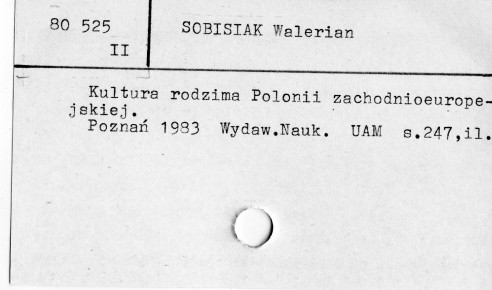 80 525
II
SOBISIAK Walerian
Kultura rodzima Polonii zachodnioeurope-
jskiej.
Poznań 1983 Wydaw.Nauk. UAM s.247,il.